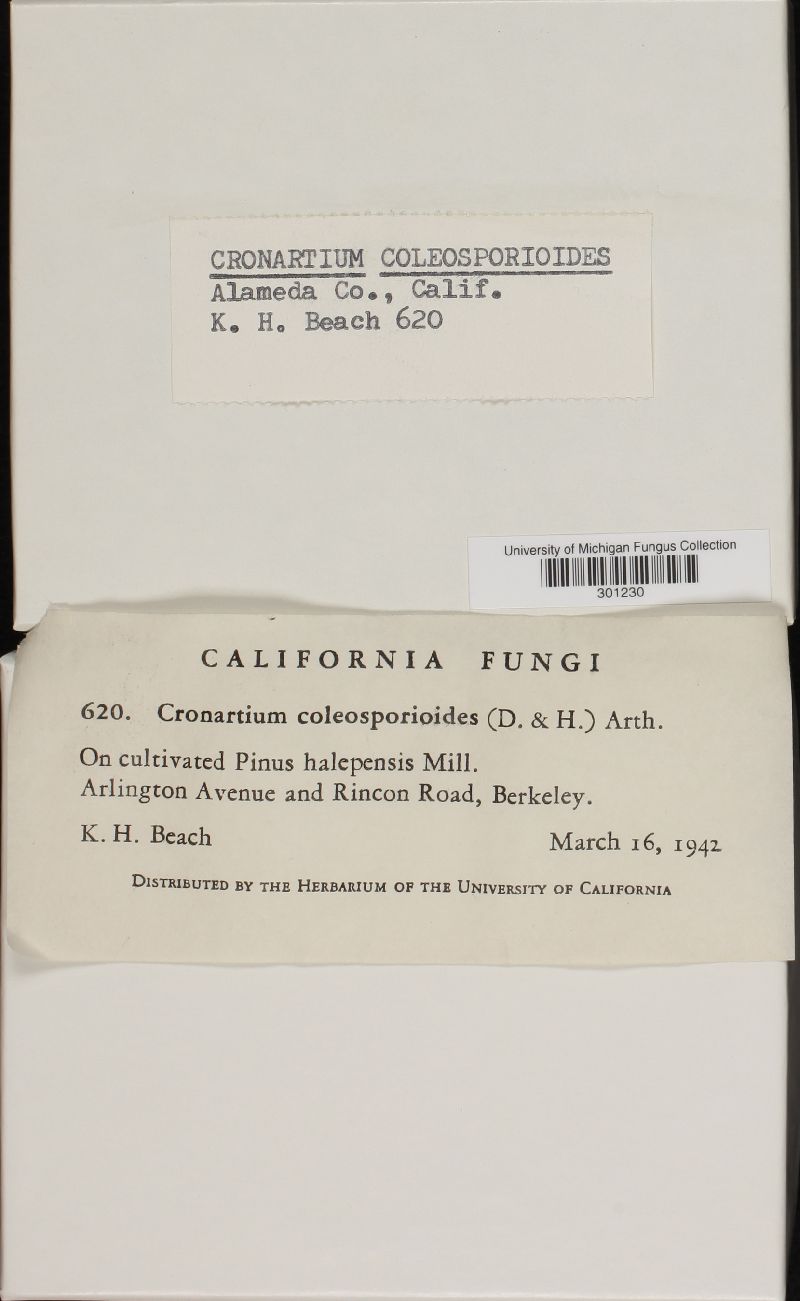 CRONARTIUM COLEOSPORIOIDES
Alameda Co., Calif.
K. H. Beach 620
University of Michigan Fungus Collection
301230
CALIFORNIA FUNGI
620. Cronartium coleosporioides (D. & H.) Arth.
On cultivated Pinus halepensis Mill.
Arlington Avenue and Rincon Road, Berkeley.
K. H. Beach March 16, 1942
Distributed by the Herbarium of the University of California